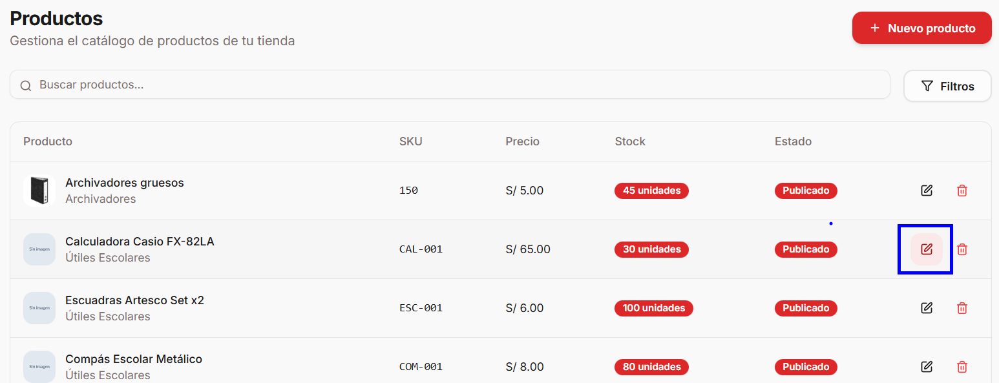 Productos
Gestiona el catálogo de productos de tu tienda
+ Nuevo producto
Buscar productos...
Filtros
Producto SKU Precio Stock Estado
Archivadores gruesos
Archivadores
150 S/ 5.00 45 unidades Publicado
Sin imagen
Calculadora Casio FX-82LA
Útiles Escolares
CAL-001 S/ 65.00 30 unidades Publicado
Sin imagen
Escuadras Artesco Set x2
Útiles Escolares
ESC-001 S/ 6.00 100 unidades Publicado
Sin imagen
Compás Escolar Metálico
Útiles Escolares
COM-001 S/ 8.00 80 unidades Publicado